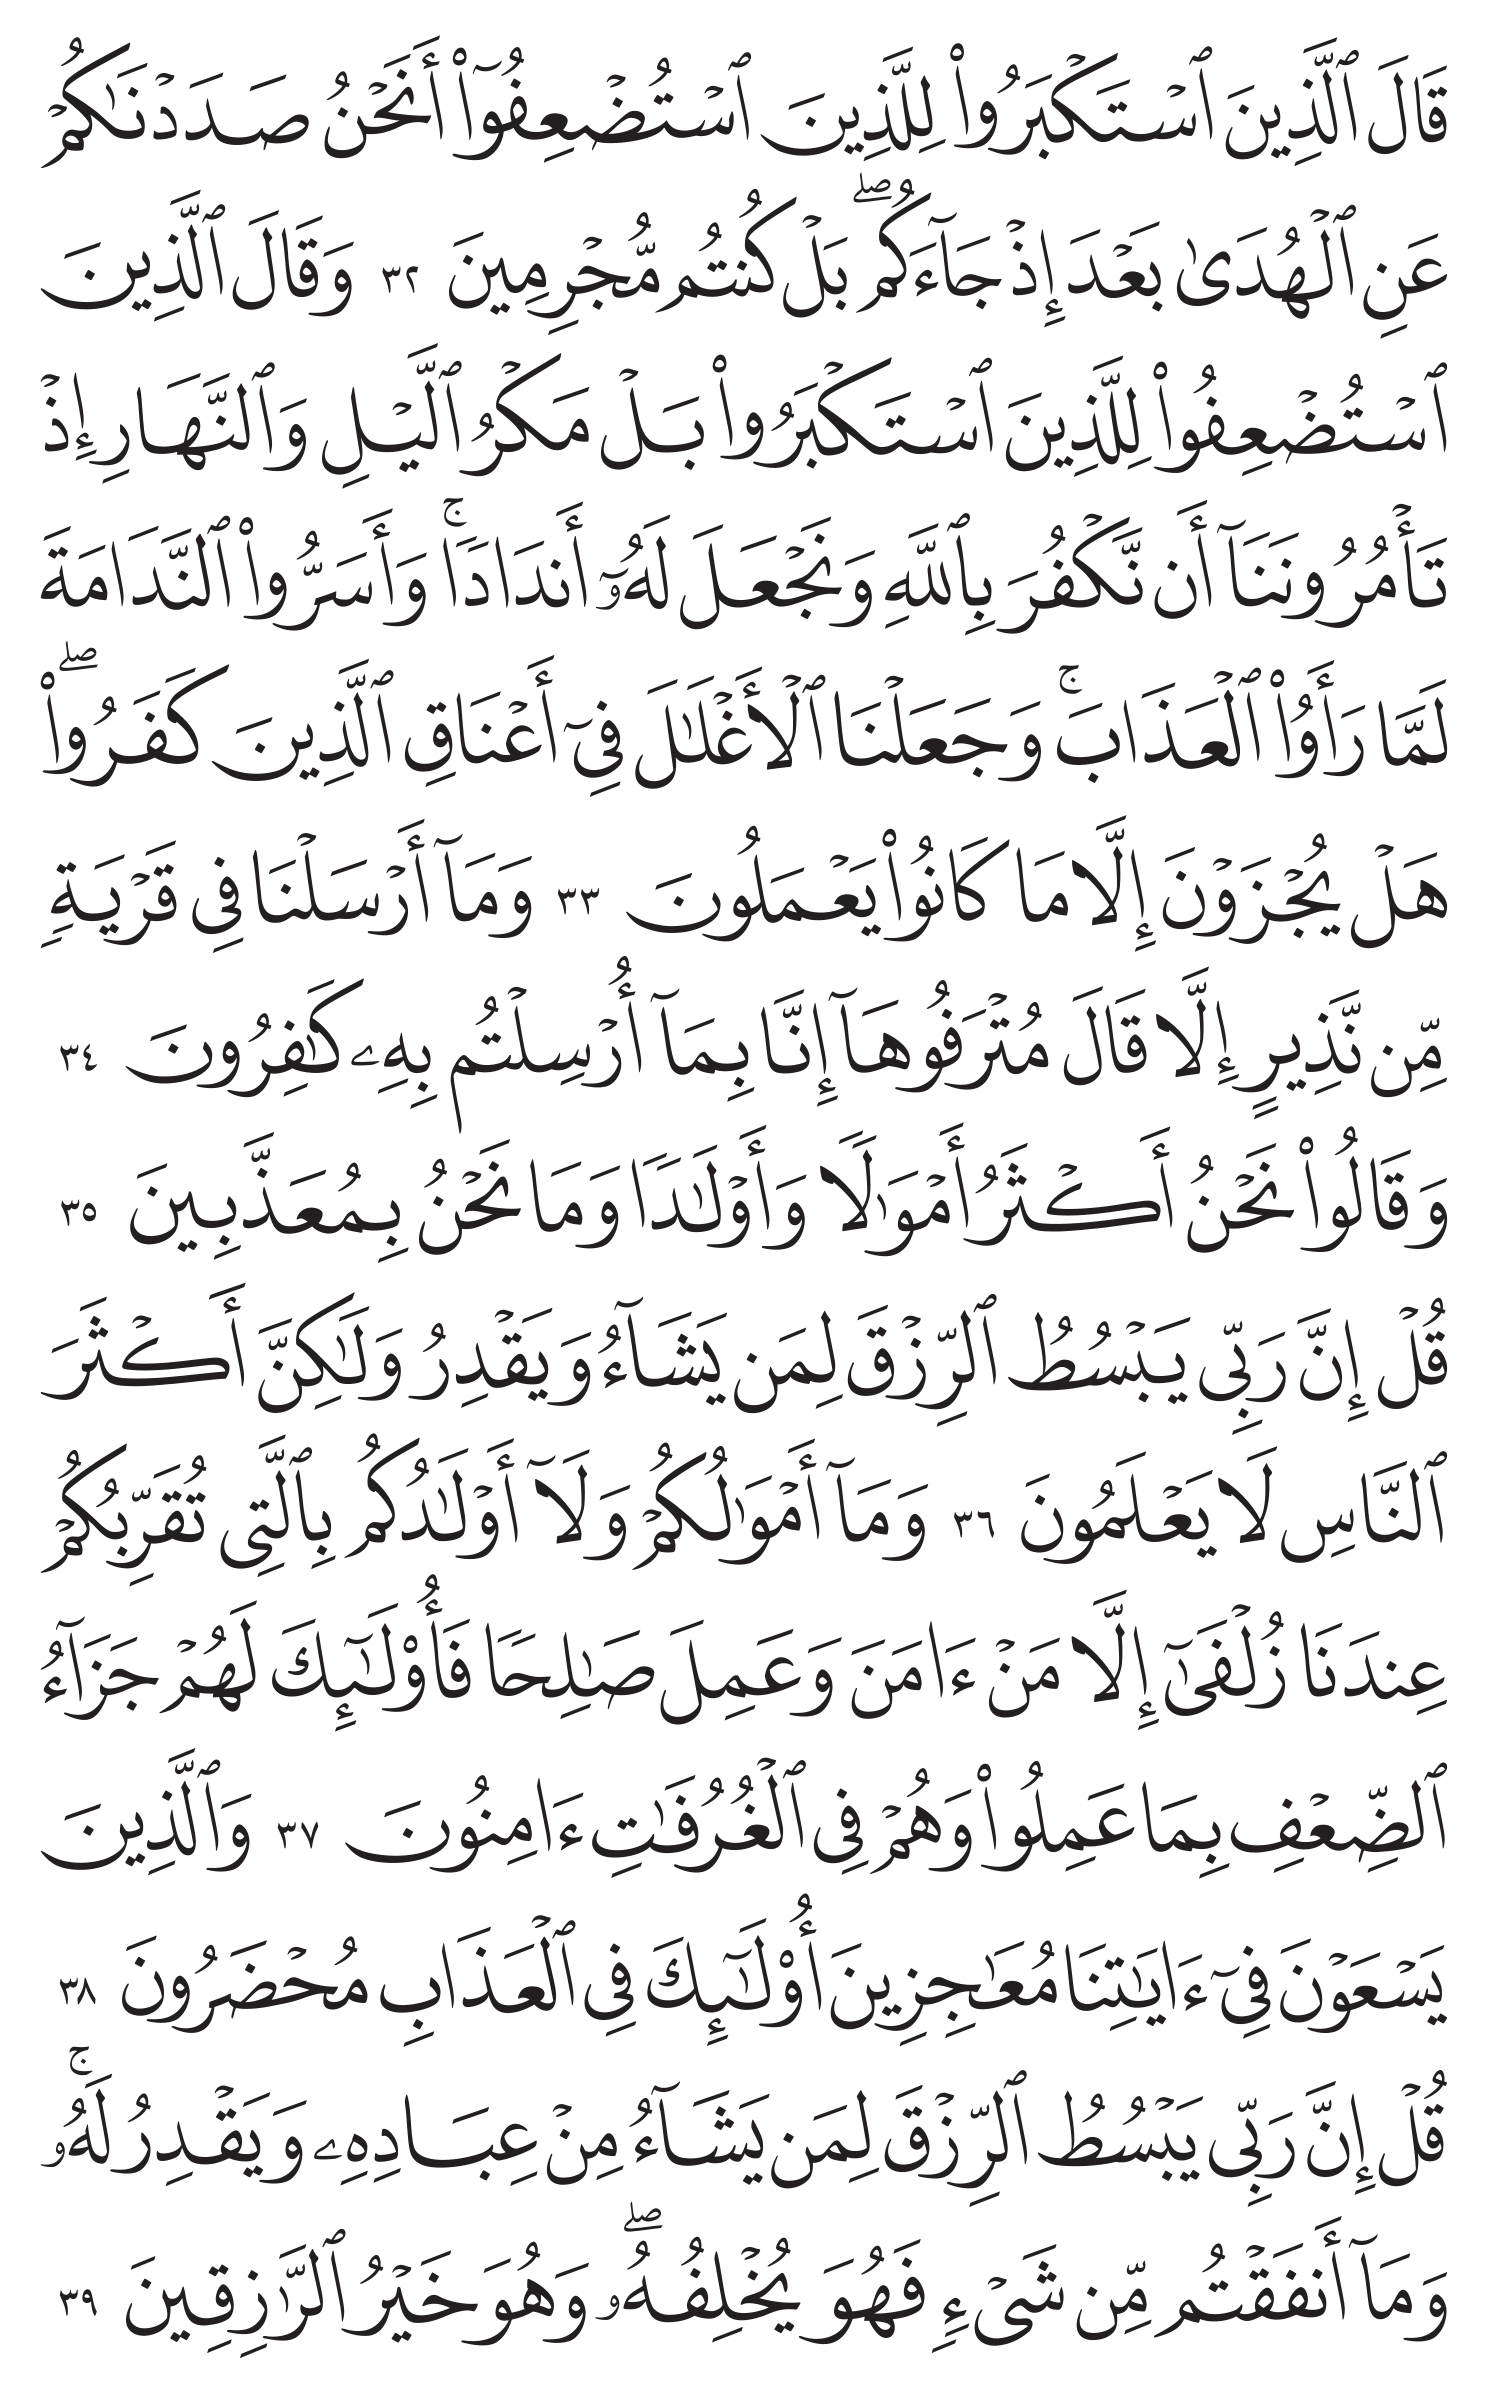 قَالَ ٱلَّذِينَ ٱسۡتَكۡبَرُواْ لِلَّذِينَ ٱسۡتُضۡعِفُوٓاْ أَنَحۡنُ صَدَدۡنَٰكُمۡ
عَنِ ٱلۡهُدَىٰ بَعۡدَ إِذۡ جَآءَكُمۖ بَلۡ كُنتُم مُّجۡرِمِينَ ٣٢ وَقَالَ ٱلَّذِينَ
ٱسۡتُضۡعِفُواْ لِلَّذِينَ ٱسۡتَكۡبَرُواْ بَلۡ مَكۡرُ ٱلَّيۡلِ وَٱلنَّهَارِ إِذۡ
تَأۡمُرُونَنَآ أَن نَّكۡفُرَ بِٱللَّهِ وَنَجۡعَلَ لَهُۥٓ أَندَادٗاۚ وَأَسَرُّواْ ٱلنَّدَامَةَ
لَمَّا رَأَوُاْ ٱلۡعَذَابَۚ وَجَعَلۡنَا ٱلۡأَغۡلَٰلَ فِيٓ أَعۡنَاقِ ٱلَّذِينَ كَفَرُواْۖ
هَلۡ يُجۡزَوۡنَ إِلَّا مَا كَانُواْ يَعۡمَلُونَ ٣٣ وَمَآ أَرۡسَلۡنَا فِي قَرۡيَةٖ
مِّن نَّذِيرٍ إِلَّا قَالَ مُتۡرَفُوهَآ إِنَّا بِمَآ أُرۡسِلۡتُم بِهِۦ كَٰفِرُونَ ٣٤
وَقَالُواْ نَحۡنُ أَكۡثَرُ أَمۡوَٰلٗا وَأَوۡلَٰدٗا وَمَا نَحۡنُ بِمُعَذَّبِينَ ٣٥
قُلۡ إِنَّ رَبِّي يَبۡسُطُ ٱلرِّزۡقَ لِمَن يَشَآءُ وَيَقۡدِرُ وَلَٰكِنَّ أَكۡثَرَ
ٱلنَّاسِ لَا يَعۡلَمُونَ ٣٦ وَمَآ أَمۡوَٰلُكُمۡ وَلَآ أَوۡلَٰدُكُم بِٱلَّتِي تُقَرِّبُكُمۡ
عِندَنَا زُلۡفَىٰٓ إِلَّا مَنۡ ءَامَنَ وَعَمِلَ صَٰلِحٗا فَأُوْلَٰٓئِكَ لَهُمۡ جَزَآءُ
ٱلضِّعۡفِ بِمَا عَمِلُواْ وَهُمۡ فِي ٱلۡغُرُفَٰتِ ءَامِنُونَ ٣٧ وَٱلَّذِينَ
يَسۡعَوۡنَ فِيٓ ءَايَٰتِنَا مُعَٰجِزِينَ أُوْلَٰٓئِكَ فِي ٱلۡعَذَابِ مُحۡضَرُونَ ٣٨
قُلۡ إِنَّ رَبِّي يَبۡسُطُ ٱلرِّزۡقَ لِمَن يَشَآءُ مِنۡ عِبَادِهِۦ وَيَقۡدِرُ لَهُۥۚ
وَمَآ أَنفَقۡتُم مِّن شَيۡءٖ فَهُوَ يُخۡلِفُهُۥۖ وَهُوَ خَيۡرُ ٱلرَّٰزِقِينَ ٣٩